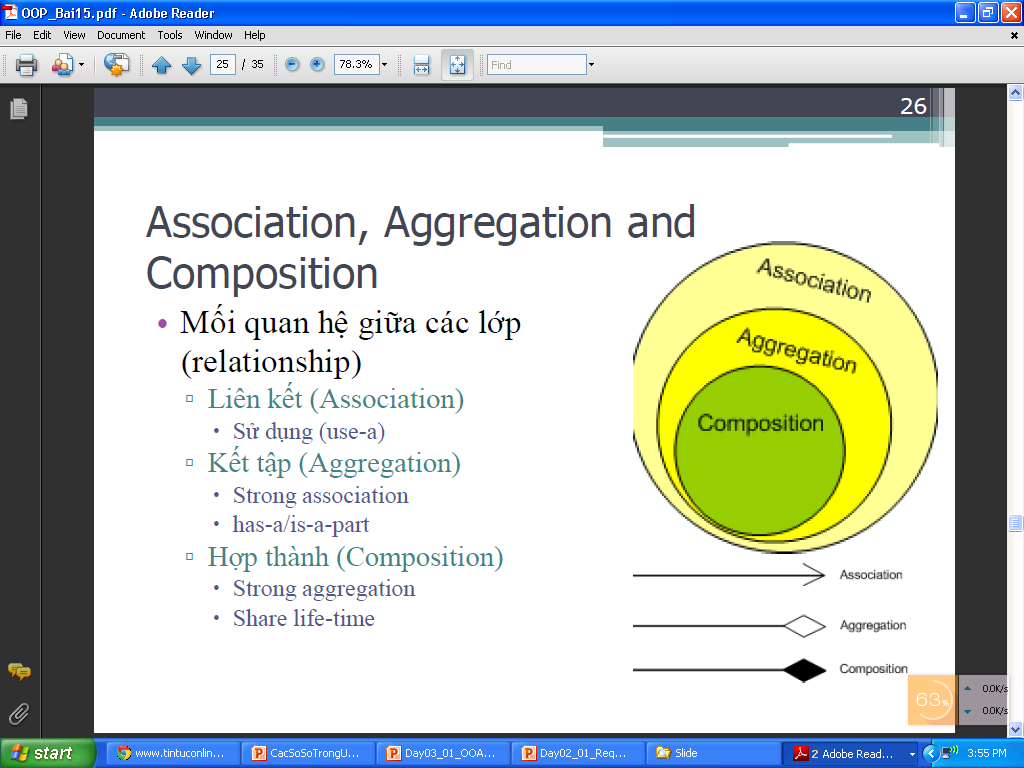 OOP_Bai15.pdf - Adobe Reader
File Edit View Document Tools Window Help
25 / 35 78.3% Find
26
Association, Aggregation and
Composition
• Mối quan hệ giữa các lớp
(relationship)
▫ Liên kết (Association)
• Sử dụng (use-a)
▫ Kết tập (Aggregation)
• Strong association
• has-a/is-a-part
▫ Hợp thành (Composition)
• Strong aggregation
• Share life-time
Association
Aggregation
Composition
Association
Aggregation
Composition
63%
0.0K/s
0.0K/s
start www.tintuconlin... CacSoSoTrongU... Day03_01_OOA... Day02_01_Req... Slide 2 Adobe Read... 3:55 PM